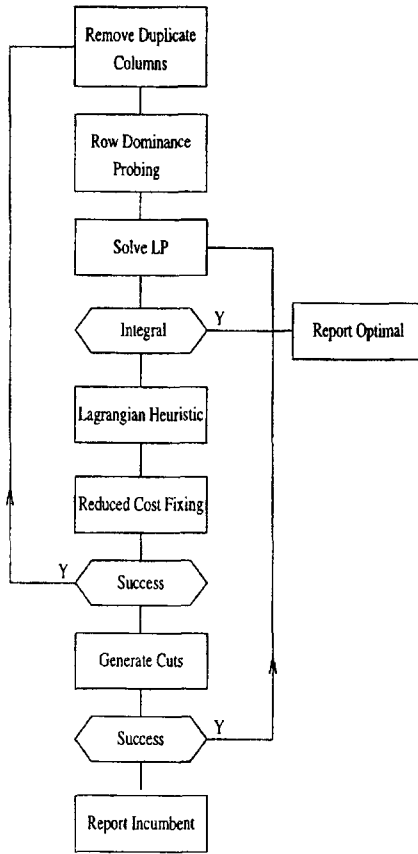 Remove Duplicate
Columns
Row Dominance
Probing
Solve LP
Integral
Y
Report Optimal
Lagrangian Heuristic
Reduced Cost Fixing
Y
Success
Generate Cuts
Success
Y
Report Incumbent